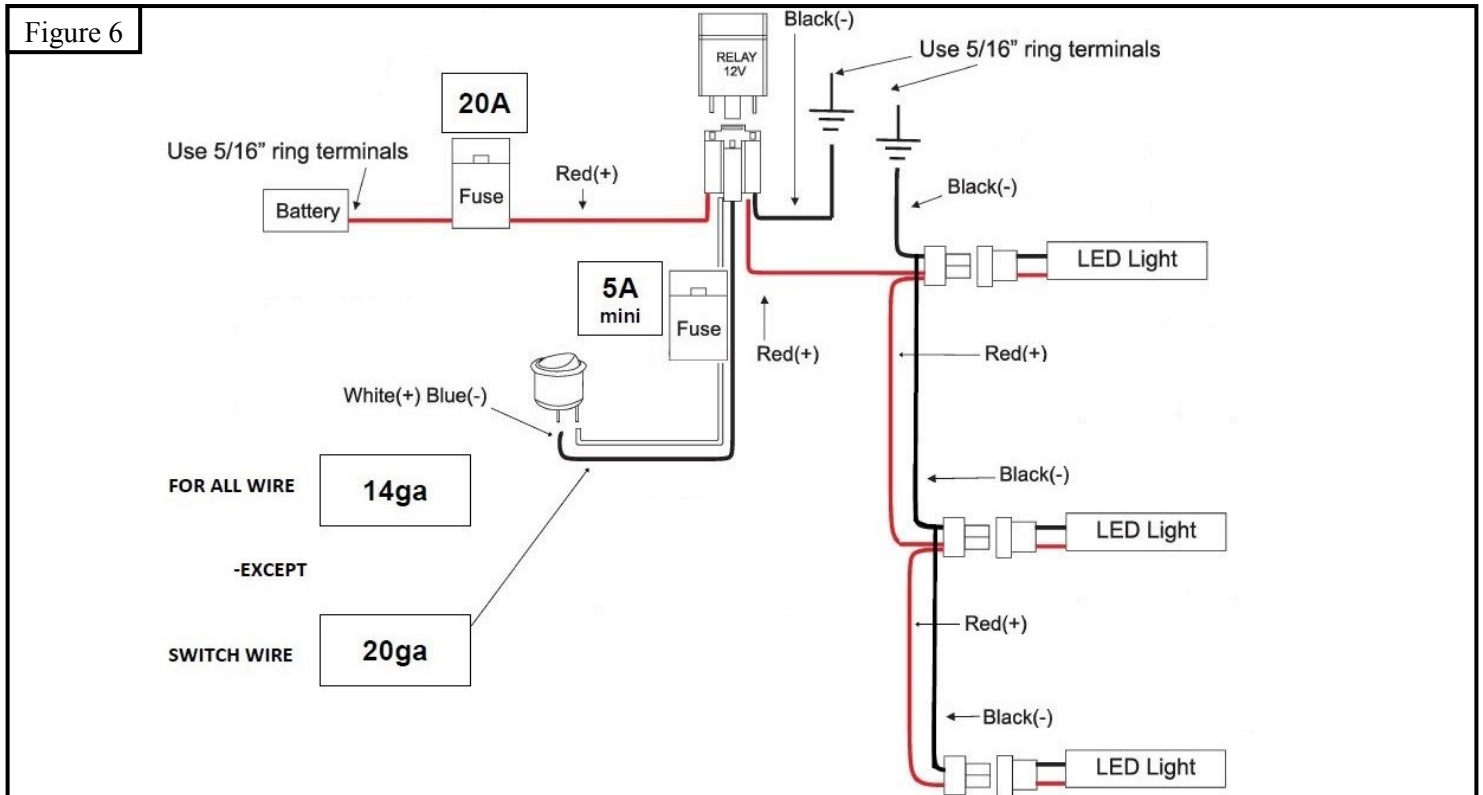 Figure 6
Black(-)
RELAY
12V
Use 5/16” ring terminals
20A
Fuse
Use 5/16” ring terminals
Red(+)
Battery
Black(-)
LED Light
5A
mini
Fuse
Red(+)
Red(+)
White(+) Blue(-)
FOR ALL WIRE
14ga
Black(-)
LED Light
-EXCEPT
Red(+)
SWITCH WIRE
20ga
Black(-)
LED Light